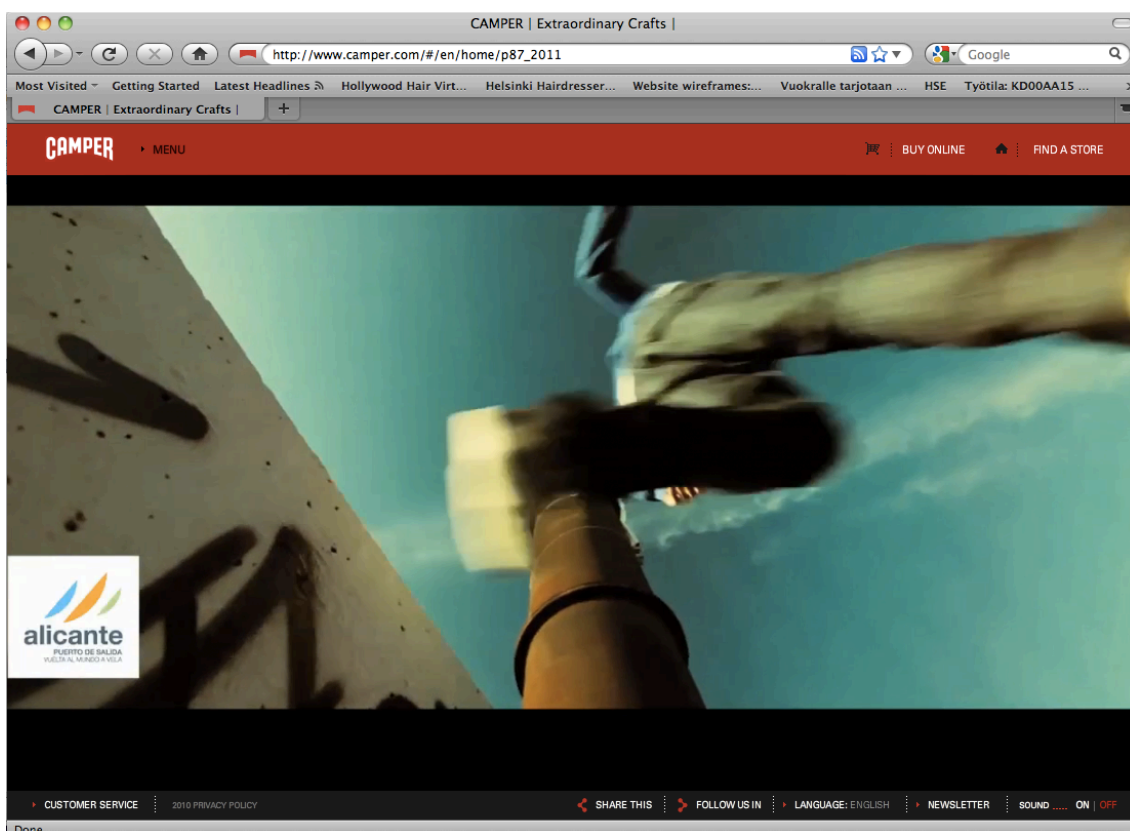 CAMPER | Extraordinary Crafts |
http://www.camper.com/#/en/home/p87_2011
Google
Most Visited Getting Started Latest Headlines Hollywood Hair Virt... Helsinki Hairdresser... Website wireframes:... Vuokralle tarjotaan ... HSE Työtila: KD00AA15 ...
CAMPER | Extraordinary Crafts |
CAMPER MENU BUY ONLINE FIND A STORE
alicante
PUERTO DE SALIDA
VUELTA AL MUNDO A VELA
CUSTOMER SERVICE 2010 PRIVACY POLICY SHARE THIS FOLLOW US IN LANGUAGE: ENGLISH NEWSLETTER SOUND ..... ON | OFF
Done